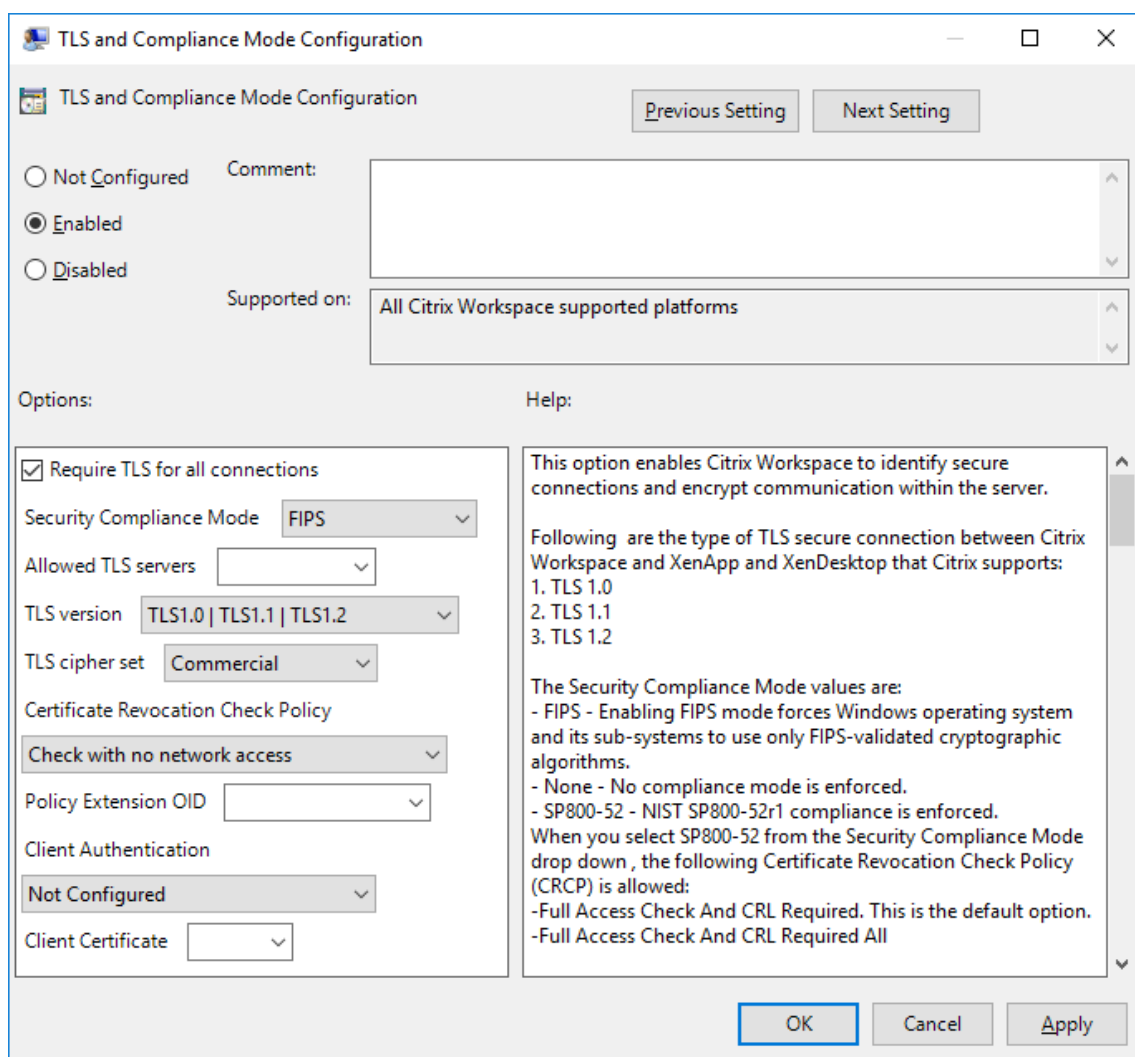 TLS and Compliance Mode Configuration
TLS and Compliance Mode Configuration
Previous Setting
Next Setting
Not Configured
Comment:
Enabled
Disabled
Supported on:
All Citrix Workspace supported platforms
Options:
Help:
Require TLS for all connections
Security Compliance Mode FIPS
Allowed TLS servers
TLS version TLS1.0 | TLS1.1 | TLS1.2
TLS cipher set Commercial
Certificate Revocation Check Policy
Check with no network access
Policy Extension OID
Client Authentication
Not Configured
Client Certificate
This option enables Citrix Workspace to identify secure
connections and encrypt communication within the server.
Following are the type of TLS secure connection between Citrix
Workspace and XenApp and XenDesktop that Citrix supports:
1. TLS 1.0
2. TLS 1.1
3. TLS 1.2
The Security Compliance Mode values are:
- FIPS - Enabling FIPS mode forces Windows operating system
and its sub-systems to use only FIPS-validated cryptographic
algorithms.
- None - No compliance mode is enforced.
- SP800-52 - NIST SP800-52r1 compliance is enforced.
When you select SP800-52 from the Security Compliance Mode
drop down , the following Certificate Revocation Check Policy
(CRCP) is allowed:
-Full Access Check And CRL Required. This is the default option.
-Full Access Check And CRL Required All
OK
Cancel
Apply